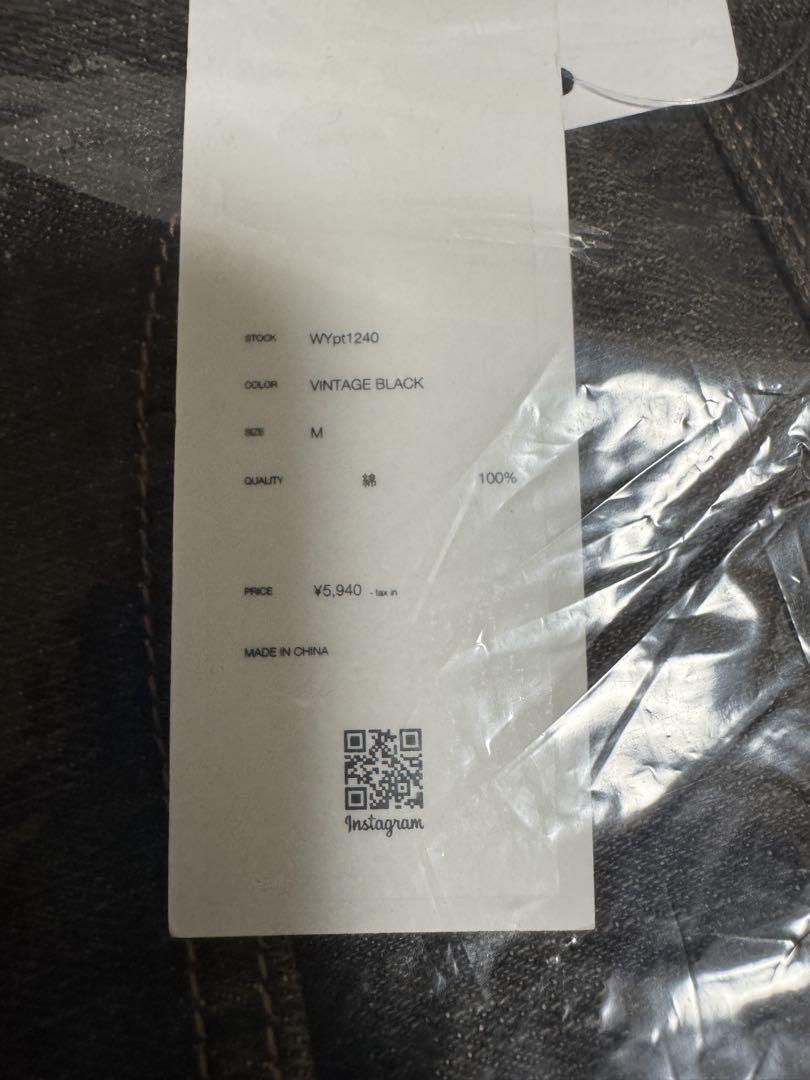 STOCK WYpt1240
COLOR VINTAGE BLACK
SIZE M
QUALITY 綿 100%
PRICE ¥5,940 - tax in
MADE IN CHINA
Instagram